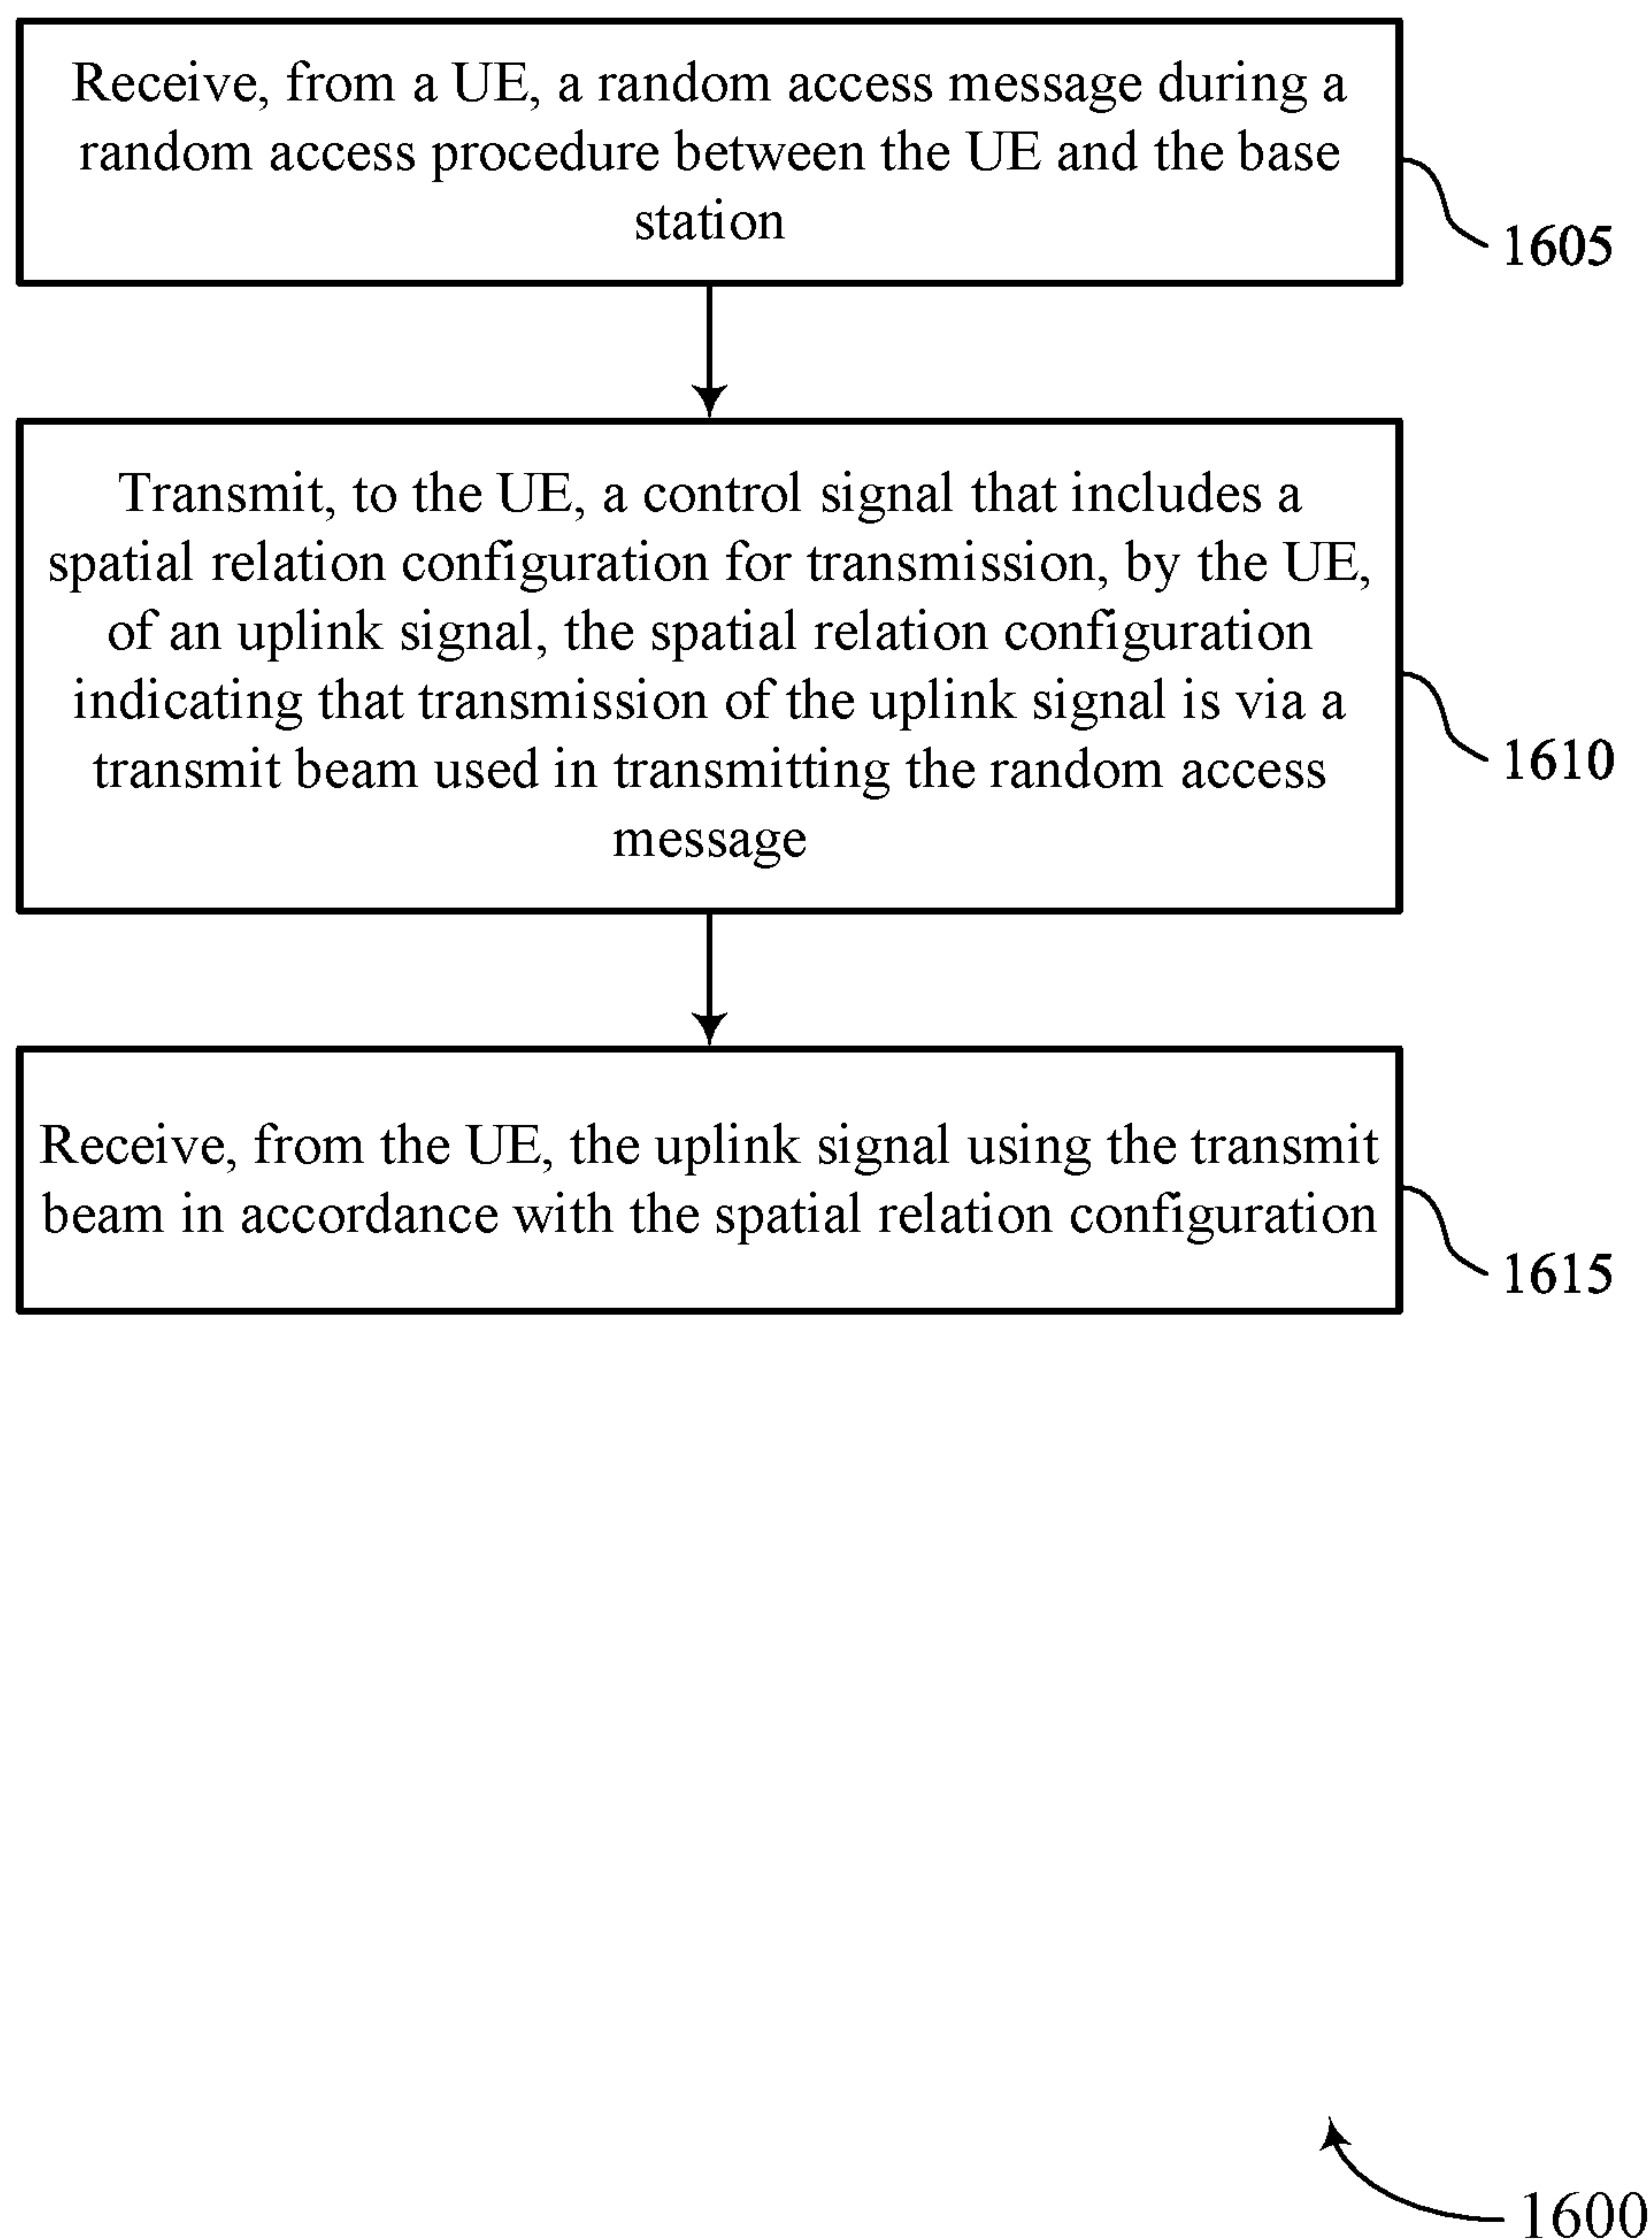 Receive, from a UE, a random access message during a
random access procedure between the UE and the base
station
1605
Transmit, to the UE, a control signal that includes a
spatial relation configuration for transmission, by the UE,
of an uplink signal, the spatial relation configuration
indicating that transmission of the uplink signal is via a
transmit beam used in transmitting the random access
message
1610
Receive, from the UE, the uplink signal using the transmit
beam in accordance with the spatial relation configuration
1615
1600